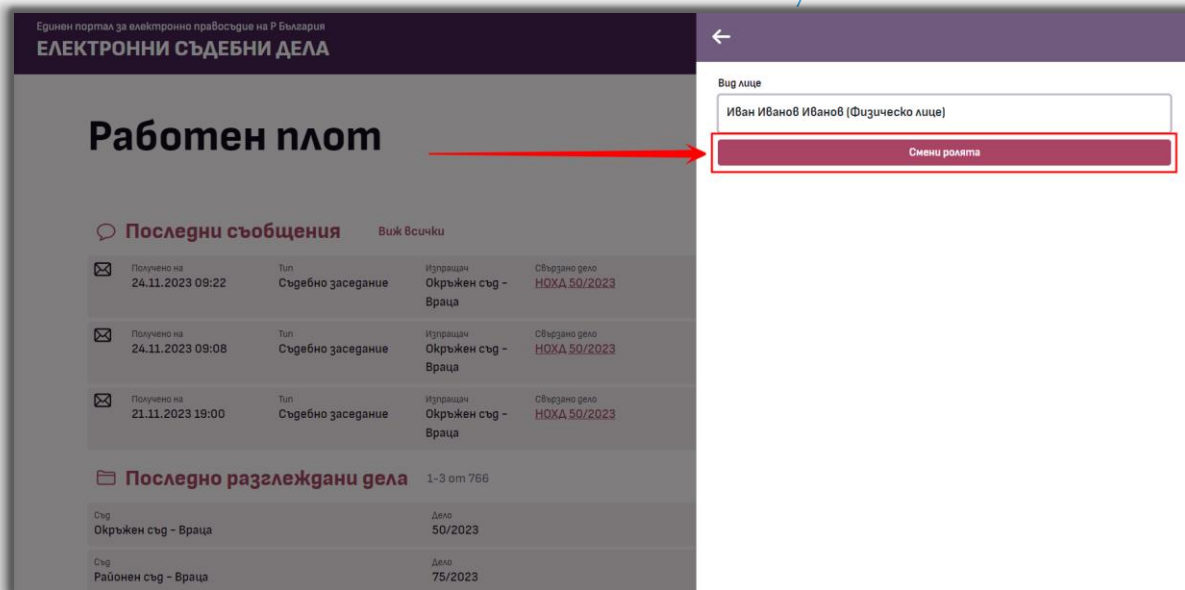 Единен портал за електронно правосъдие на Р България
ЕЛЕКТРОННИ СЪДЕБНИ ДЕЛА
Работен плот
Последни съобщения Виж всички
Получено на Тип Изпращач Свързано дело
24.11.2023 09:22 Съдебно заседание Окръжен съд - НОХД 50/2023
Враца
Получено на Тип Изпращач Свързано дело
24.11.2023 09:08 Съдебно заседание Окръжен съд - НОХД 50/2023
Враца
Получено на Тип Изпращач Свързано дело
21.11.2023 19:00 Съдебно заседание Окръжен съд - НОХД 50/2023
Враца
Последно разглеждани дела 1-3 от 766
Съд Дело
Окръжен съд - Враца 50/2023
Съд Дело
Районен съд - Враца 75/2023
Вид лице
Иван Иванов Иванов (Физическо лице)
Смени ролята